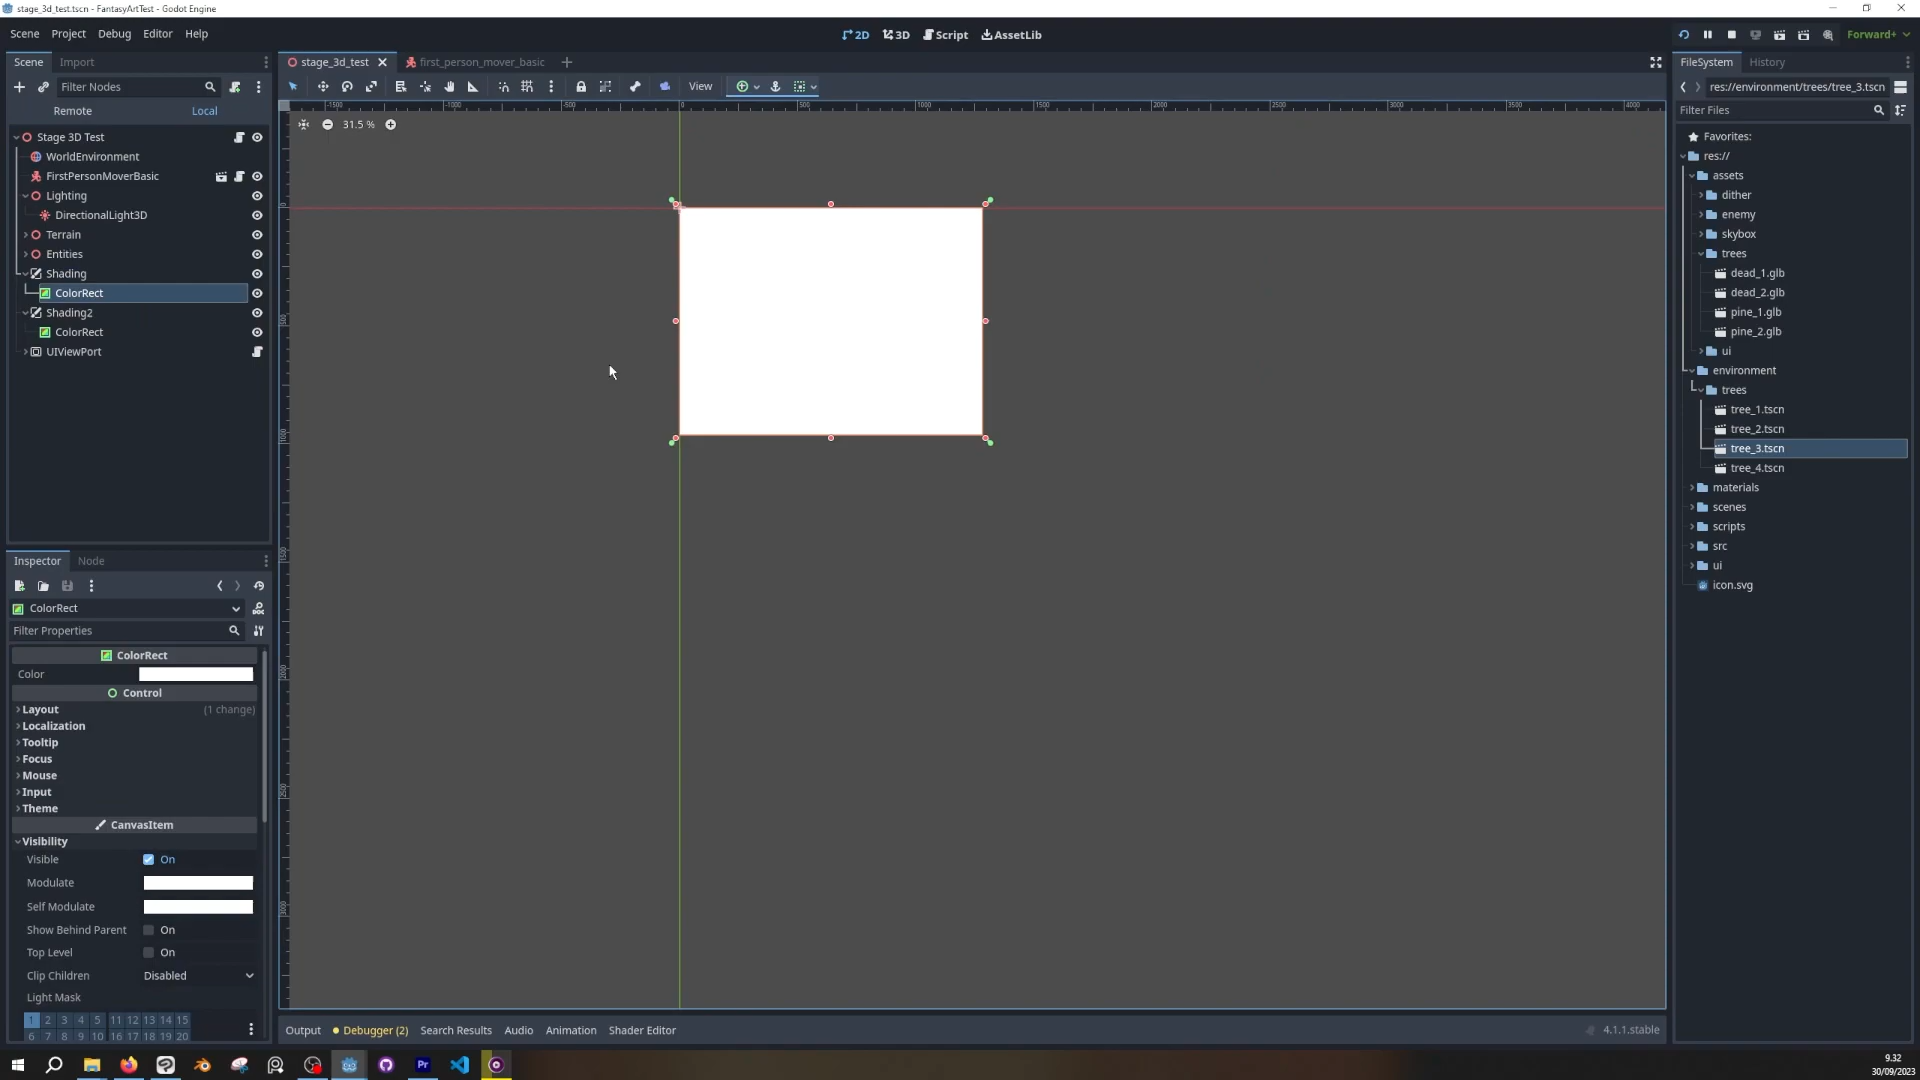 stage_3d_test.tscn - FantasyArtTest - Godot Engine
Scene Project Debug Editor Help
2D 3D Script AssetLib
Forward+
Scene Import
stage_3d_test first_person_mover_basic
FileSystem History
Filter Nodes
View
res://environment/trees/tree_3.tscn
Remote Local
Filter Files
31.5 %
Stage 3D Test
WorldEnvironment
FirstPersonMoverBasic
Lighting
DirectionalLight3D
Terrain
Entities
Shading
ColorRect
Shading2
ColorRect
UIViewPort
Favorites:
res://
assets
dither
enemy
skybox
trees
dead_1.glb
dead_2.glb
pine_1.glb
pine_2.glb
ui
environment
trees
tree_1.tscn
tree_2.tscn
tree_3.tscn
tree_4.tscn
materials
scenes
scripts
src
ui
icon.svg
Inspector Node
ColorRect
Filter Properties
ColorRect
Color
Control
Layout (1 change)
Localization
Tooltip
Focus
Mouse
Input
Theme
CanvasItem
Visibility
Visible On
Modulate
Self Modulate
Show Behind Parent On
Top Level On
Clip Children Disabled
Light Mask
1 2 3 4 5 11 12 13 14 15
6 7 8 9 10 16 17 18 19 20
Output Debugger (2) Search Results Audio Animation Shader Editor
4.1.1.stable
9.32
30/09/2023